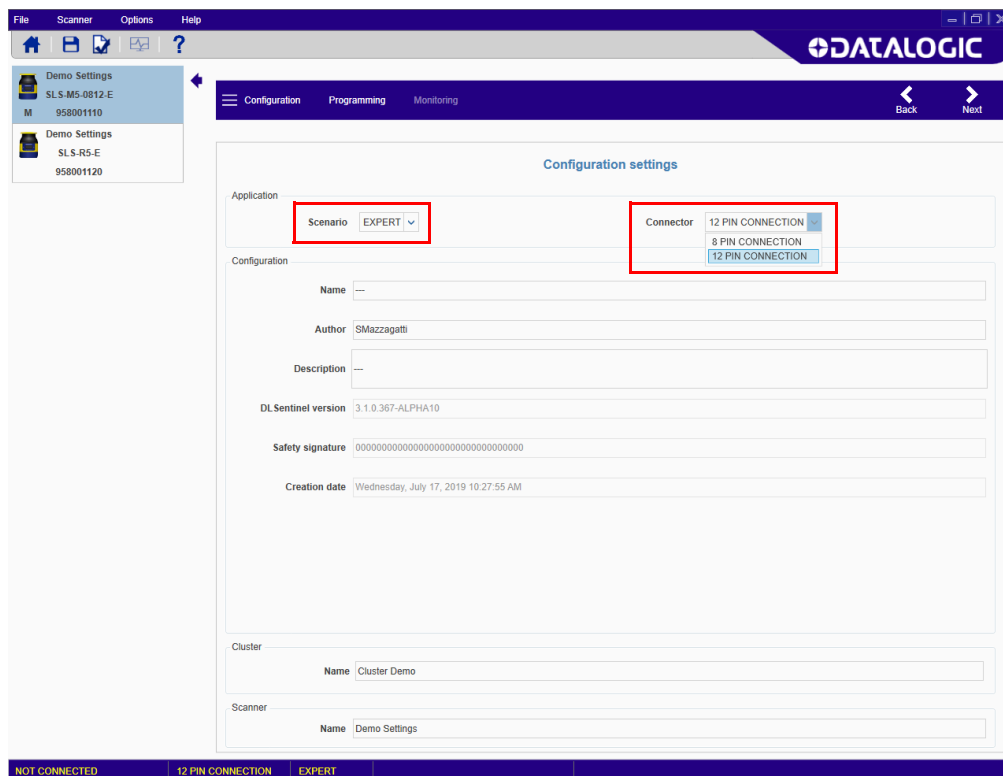 File Scanner Options Help
DATALOGIC
Demo Settings
SLS-M5-0812-E
M 958001110
Demo Settings
SLS-R5-E
958001120
Configuration Programming Monitoring Back Next
Configuration settings
Application
Scenario EXPERT Connector 12 PIN CONNECTION
8 PIN CONNECTION
12 PIN CONNECTION
Configuration
Name ---
Author SMazzagatti
Description ---
DLSentinel version 3.1.0.367-ALPHA10
Safety signature 00000000000000000000000000000000
Creation date Wednesday, July 17, 2019 10:27:55 AM
Cluster
Name Cluster Demo
Scanner
Name Demo Settings
NOT CONNECTED 12 PIN CONNECTION EXPERT